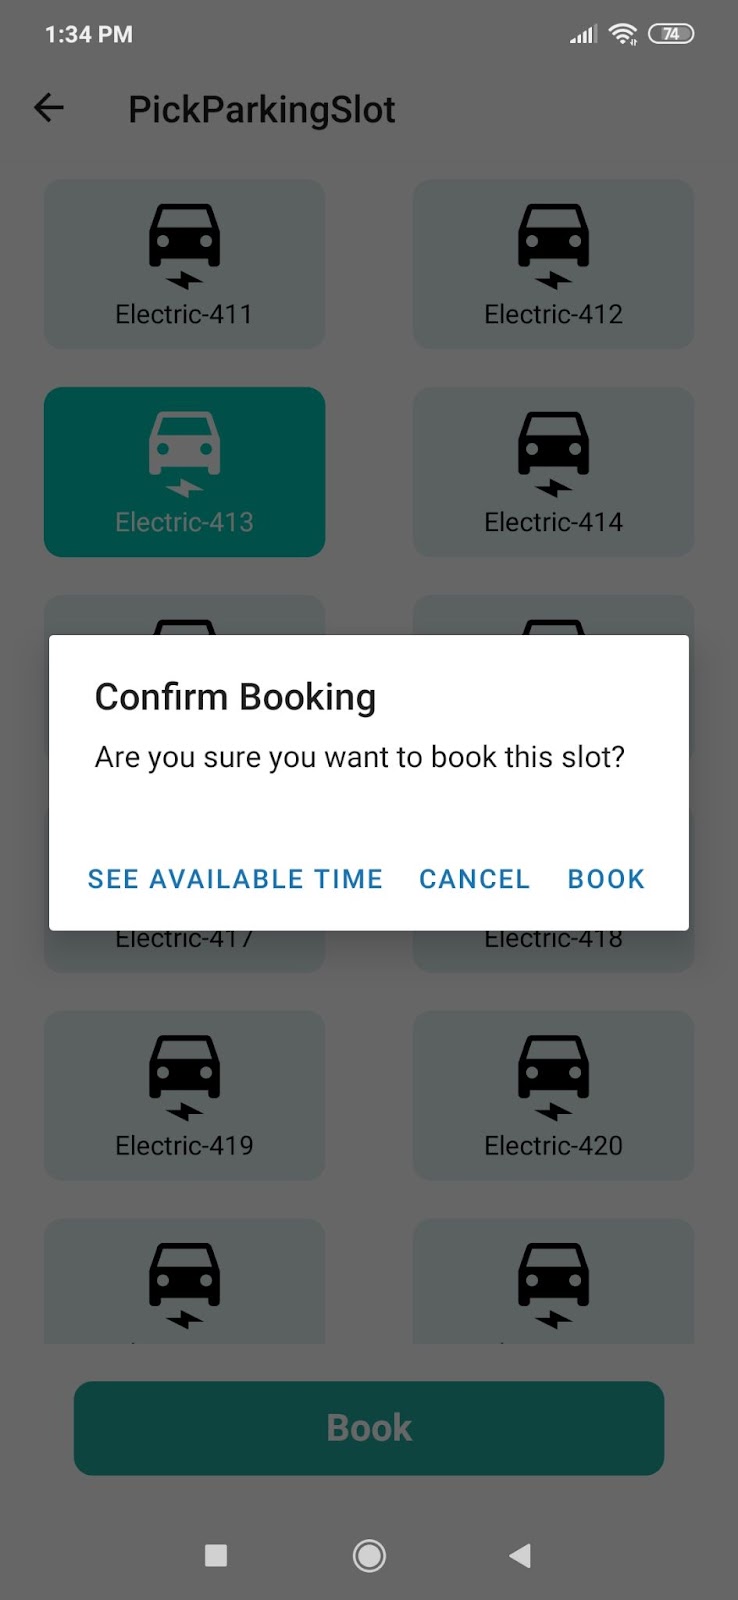 1:34 PM
74
PickParkingSlot
Electric-411
Electric-412
Electric-413
Electric-414
Confirm Booking
Are you sure you want to book this slot?
SEE AVAILABLE TIME
CANCEL
BOOK
Electric-417
Electric-418
Electric-419
Electric-420
Book